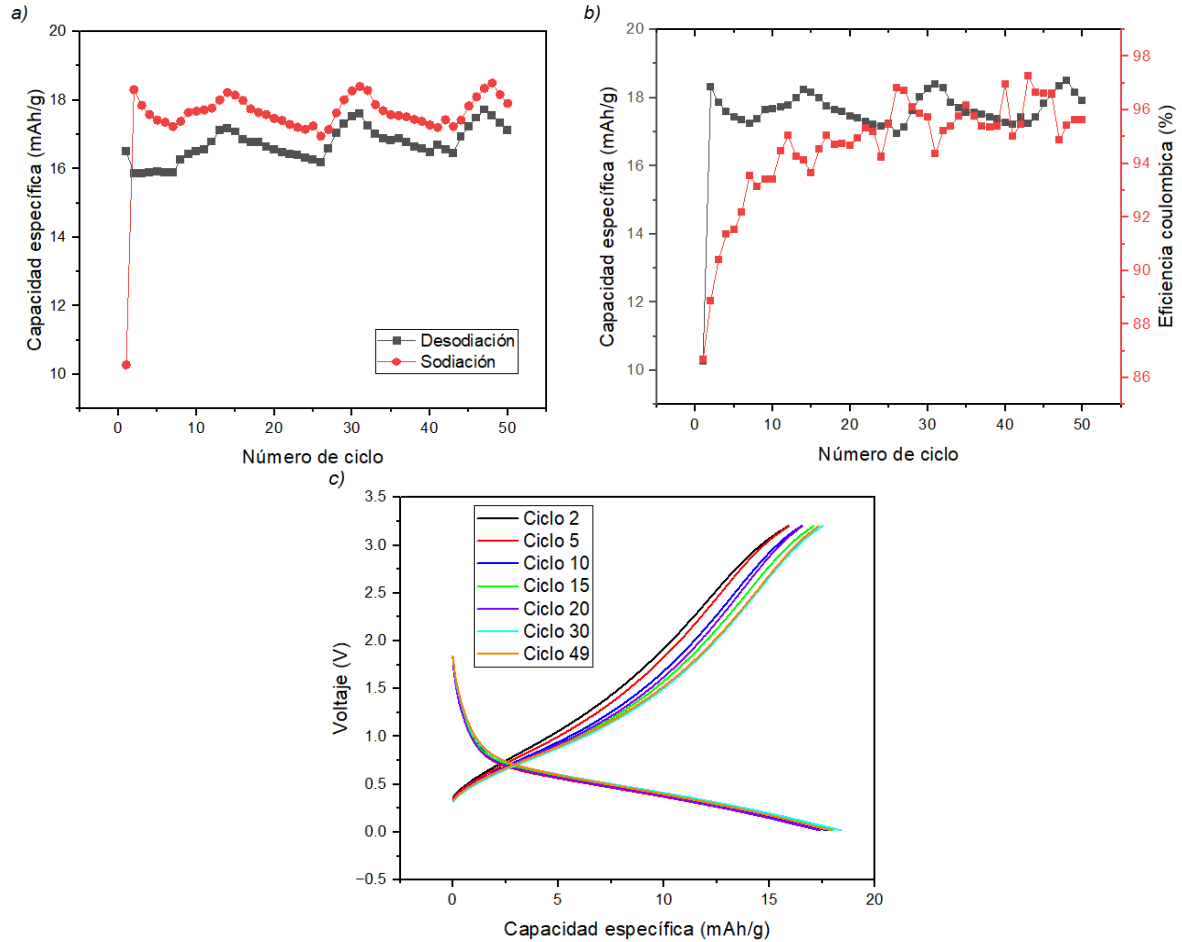 a)
20
18
16
14
12
10
Capacidad específica (mAh/g)
Desodiación
Sodiación
0 10 20 30 40 50
Número de ciclo
b)
20
18
16
14
12
10
Capacidad específica (mAh/g)
98
96
94
92
90
88
86
Eficiencia coulombica (%)
0 10 20 30 40 50
Número de ciclo
c)
3.5
3.0
2.5
2.0
1.5
1.0
0.5
0.0
−0.5
Voltaje (V)
Ciclo 2
Ciclo 5
Ciclo 10
Ciclo 15
Ciclo 20
Ciclo 30
Ciclo 49
0 5 10 15 20
Capacidad específica (mAh/g)